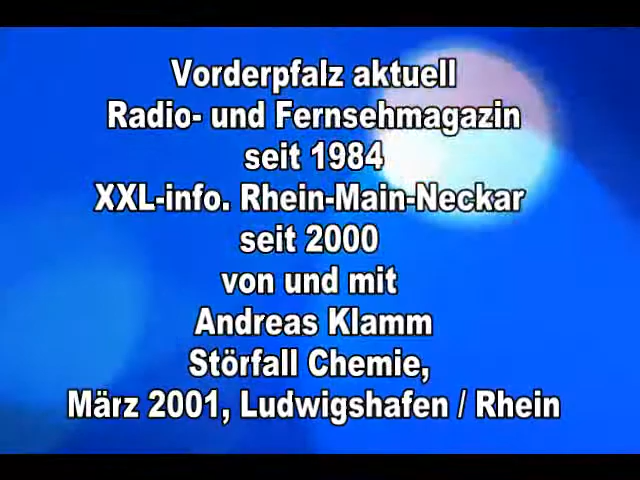 Vorderpfalz aktuell
Radio- und Fernsehmagazin
seit 1984
XXL-info. Rhein-Main-Neckar
seit 2000
von und mit
Andreas Klamm
Störfall Chemie,
März 2001, Ludwigshafen / Rhein